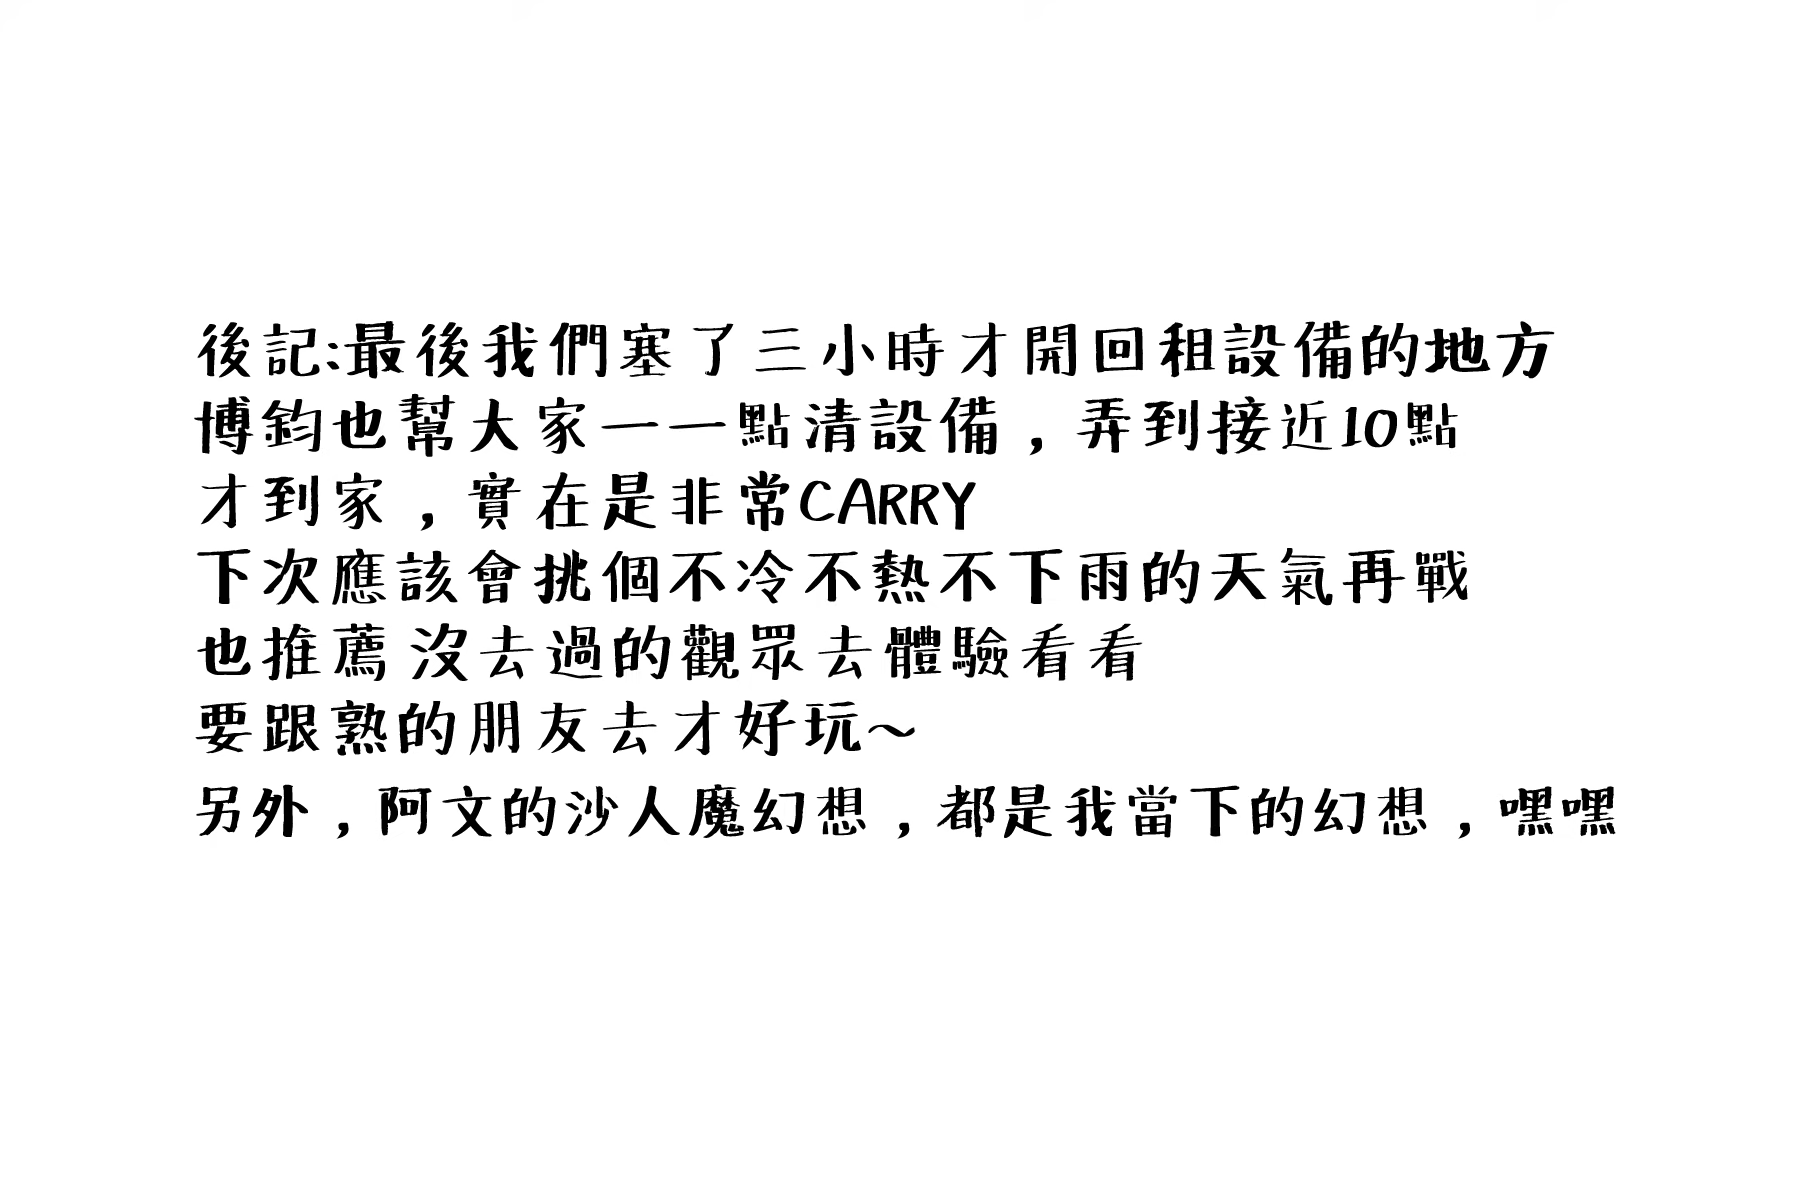 後記:最後我們塞了三小時才開回租設備的地方
博鈞也幫大家一一點清設備，弄到接近10點
才到家，實在是非常CARRY
下次應該會挑個不冷不熱不下雨的天氣再戰
也推薦 沒去過的觀眾去體驗看看
要跟熟的朋友去才好玩～
另外，阿文的沙人魔幻想，都是我當下的幻想，嘿嘿